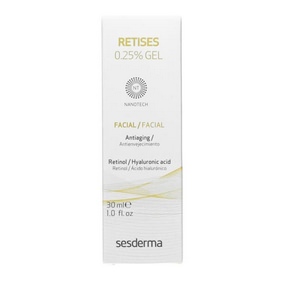 RETISES
0.25% GEL
NT
NANOTECH
FACIAL / FACIAL
Antiaging /
Antienvejecimiento
Retinol / Hyaluronic acid
Retinol / Ácido hialurónico
30 ml ℮
1.0 fl. oz
sesderma